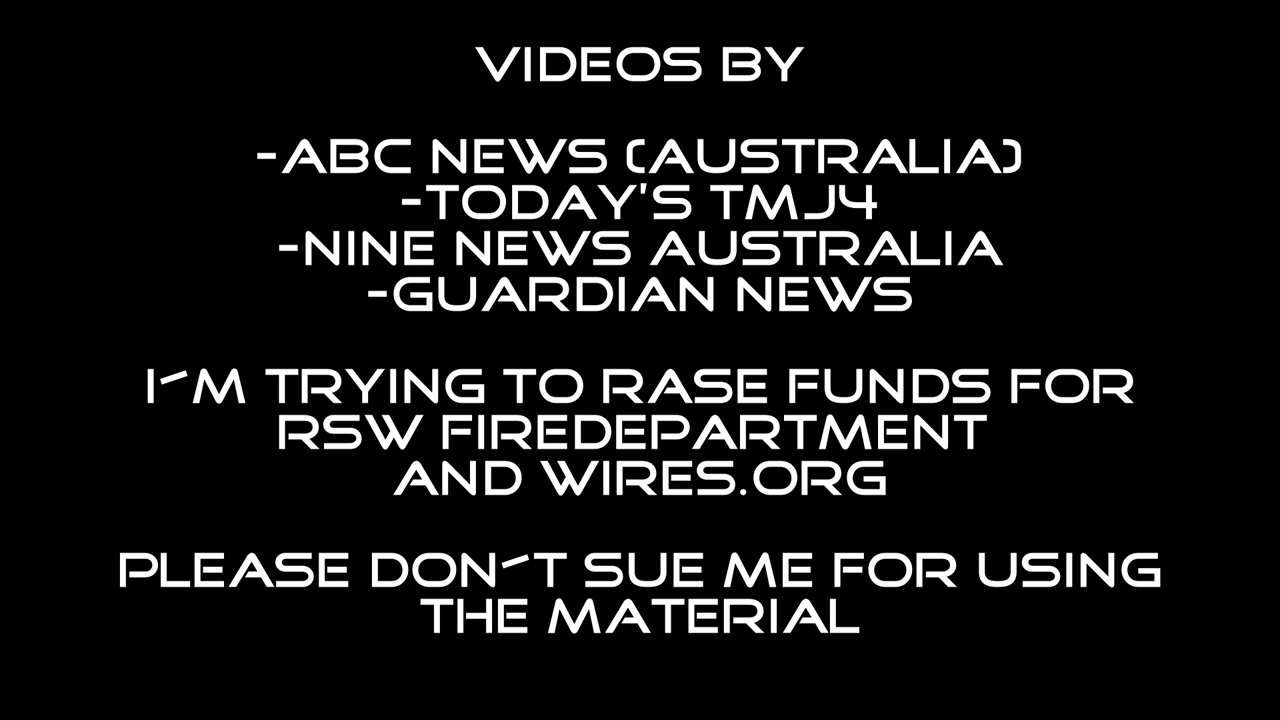 VIDEOS BY
-ABC NEWS (AUSTRALIA)
-TODAY'S TMJ4
-NINE NEWS AUSTRALIA
-GUARDIAN NEWS
I´M TRYING TO RASE FUNDS FOR
RSW FIREDEPARTMENT
AND WIRES.ORG
PLEASE DON´T SUE ME FOR USING
THE MATERIAL